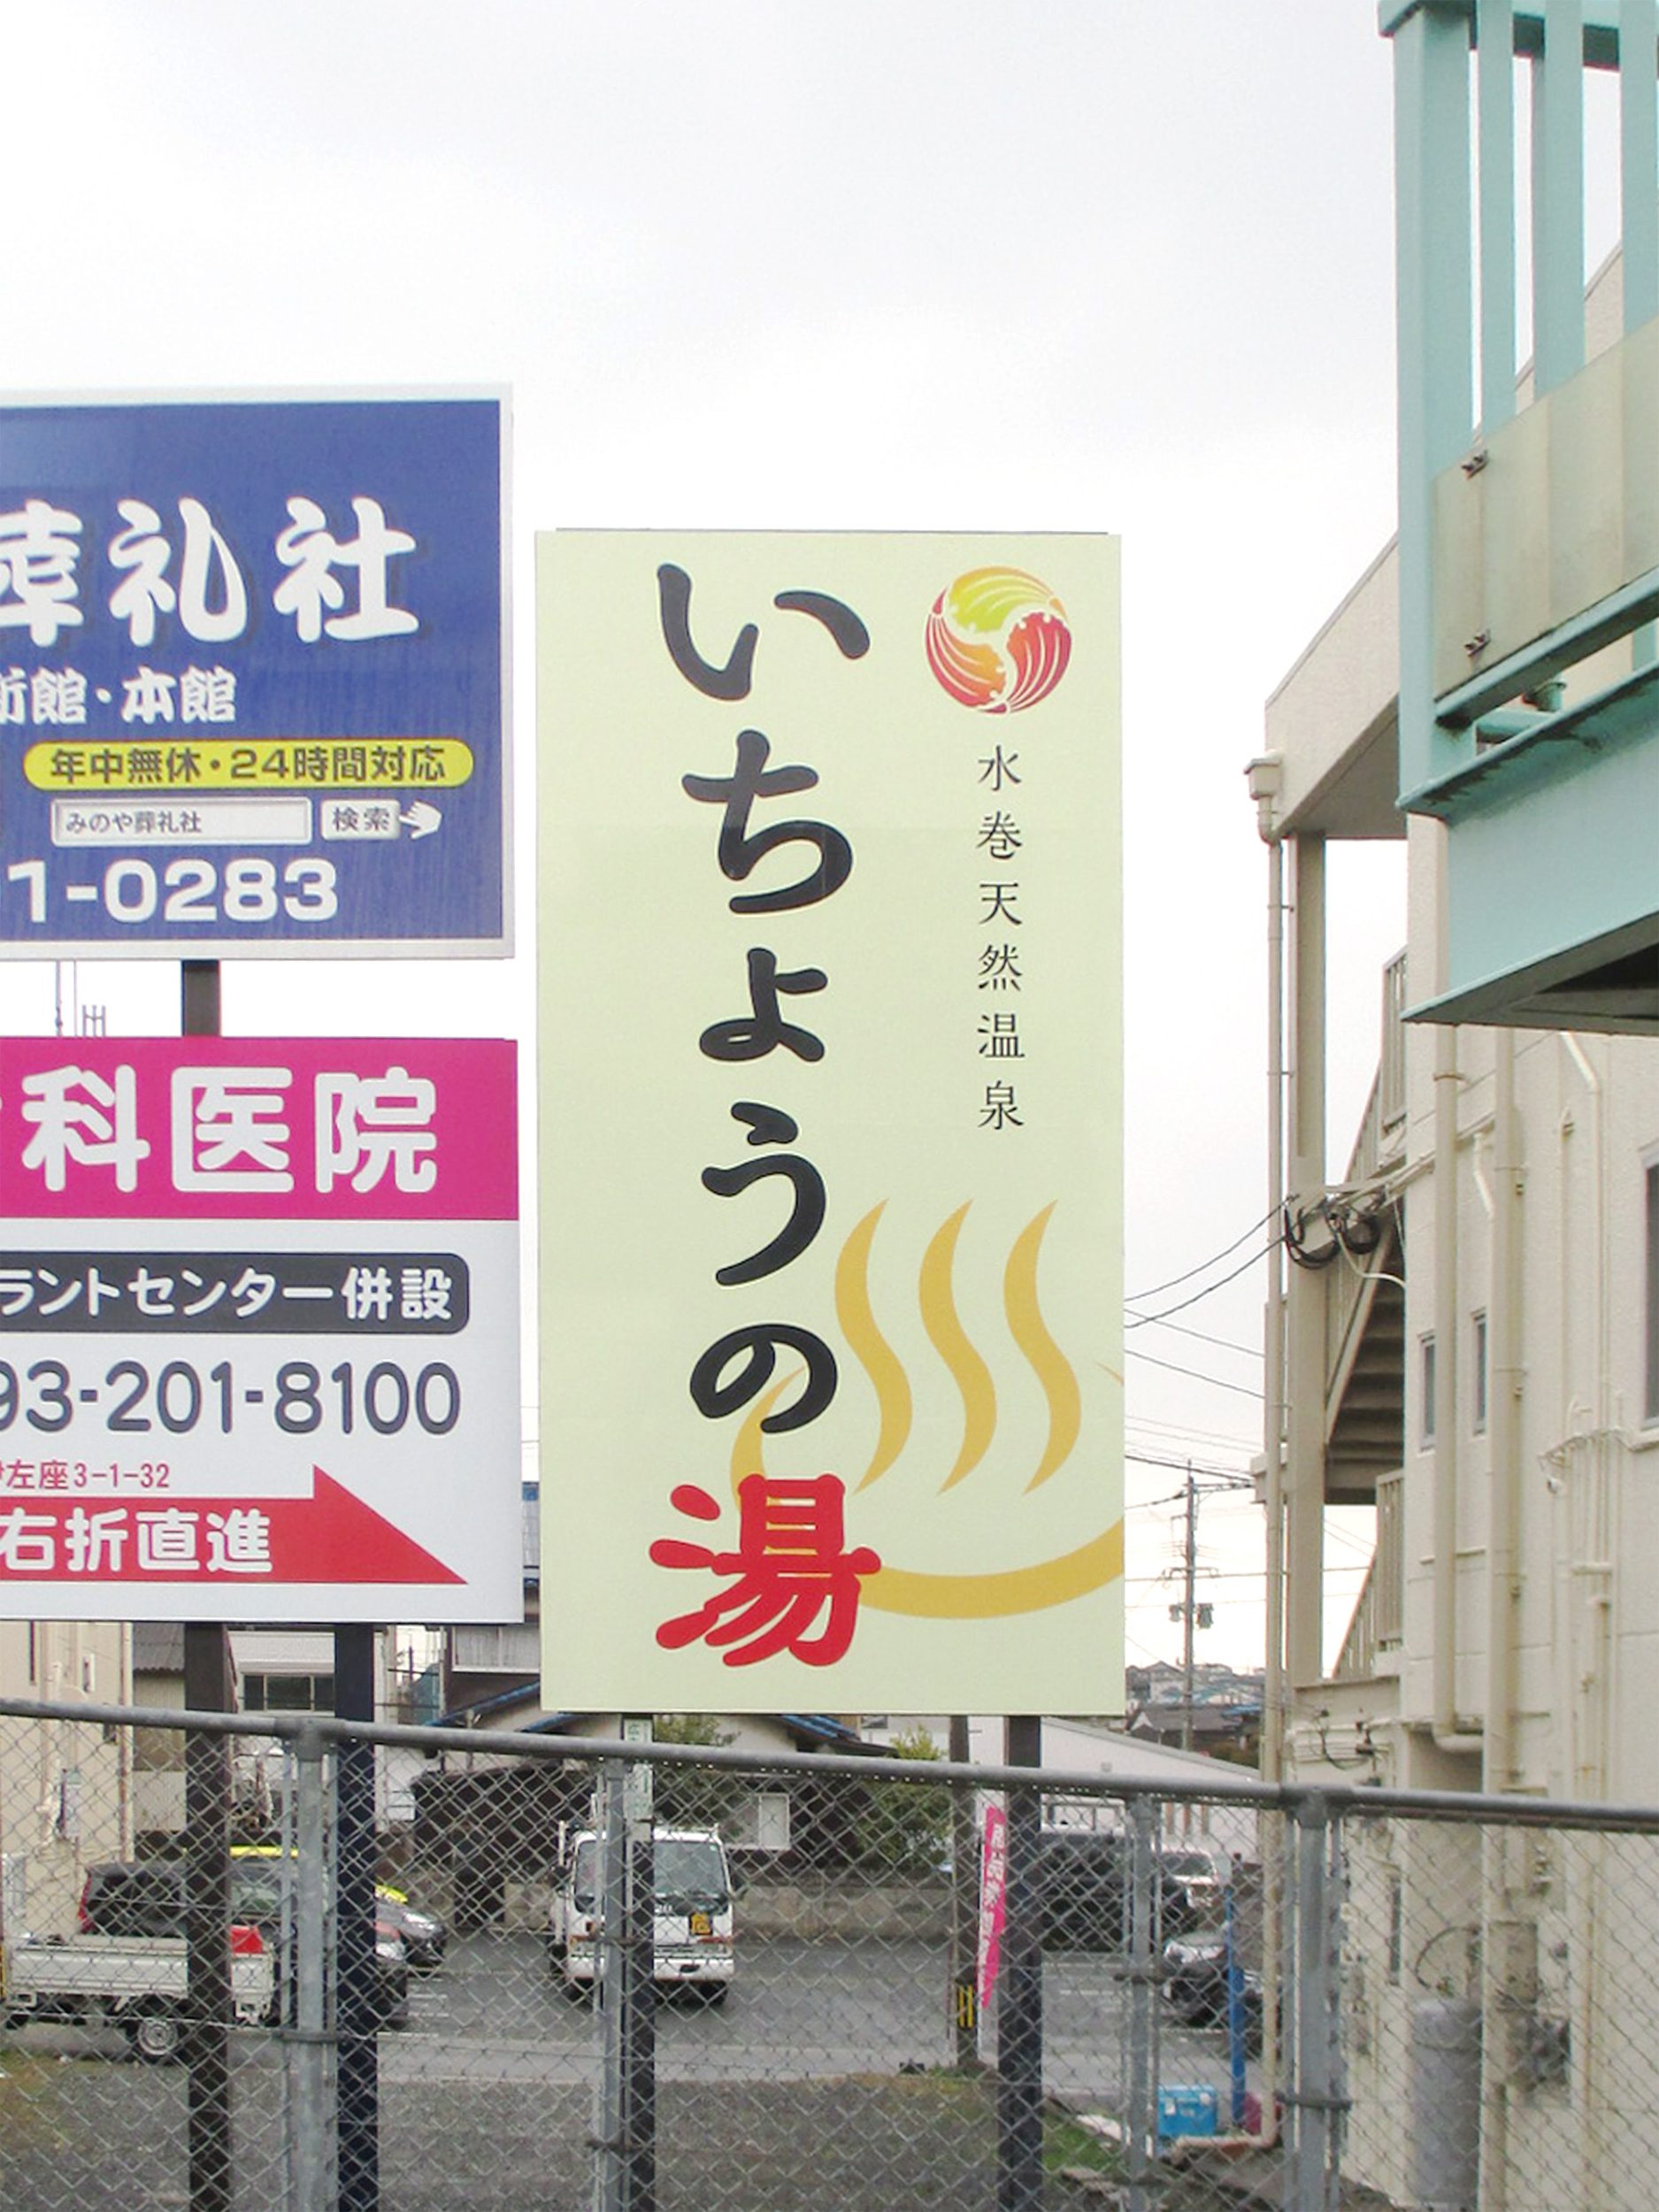 葬礼社
館・本館
年中無休・24時間対応
みのや葬礼社 検索
1-0283
科医院
ラントセンター併設
93-201-8100
左座3-1-32
右折直進
水巻天然温泉
いちょうの湯